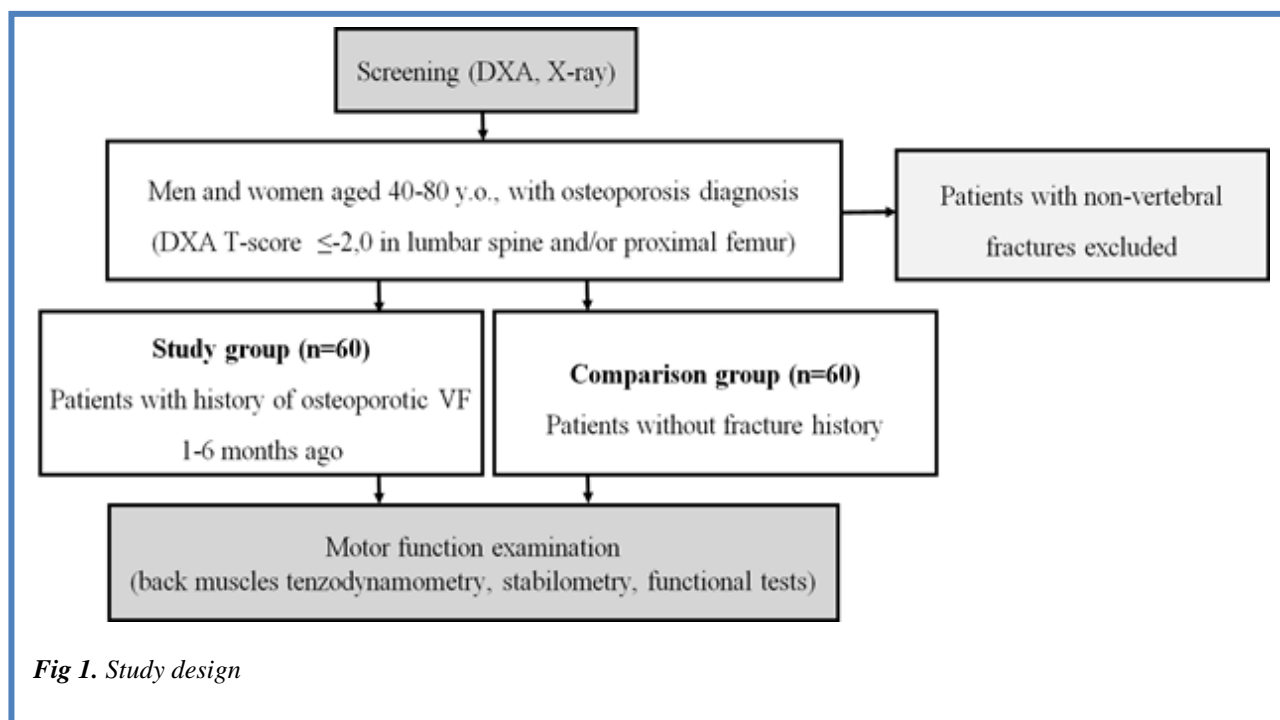 Screening (DXA, X-ray)
Men and women aged 40-80 y.o., with osteoporosis diagnosis
(DXA T-score ≤-2,0 in lumbar spine and/or proximal femur)
Patients with non-vertebral
fractures excluded
Study group (n=60)
Patients with history of osteoporotic VF
1-6 months ago
Comparison group (n=60)
Patients without fracture history
Motor function examination
(back muscles tenzodynamometry, stabilometry, functional tests)
Fig 1. Study design